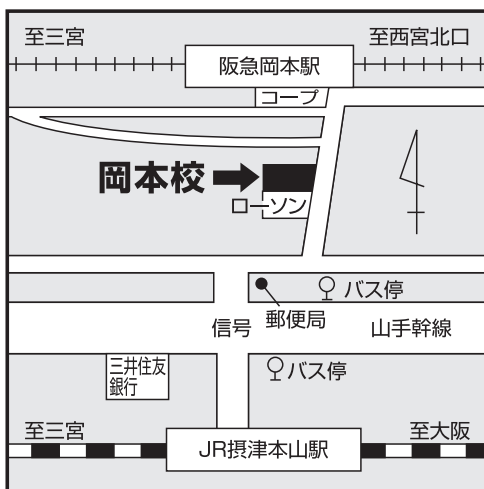 至三宮
至西宮北口
阪急岡本駅
コープ
岡本校
ローソン
バス停
郵便局
信号
山手幹線
三井住友
銀行
バス停
至三宮
至大阪
JR摂津本山駅